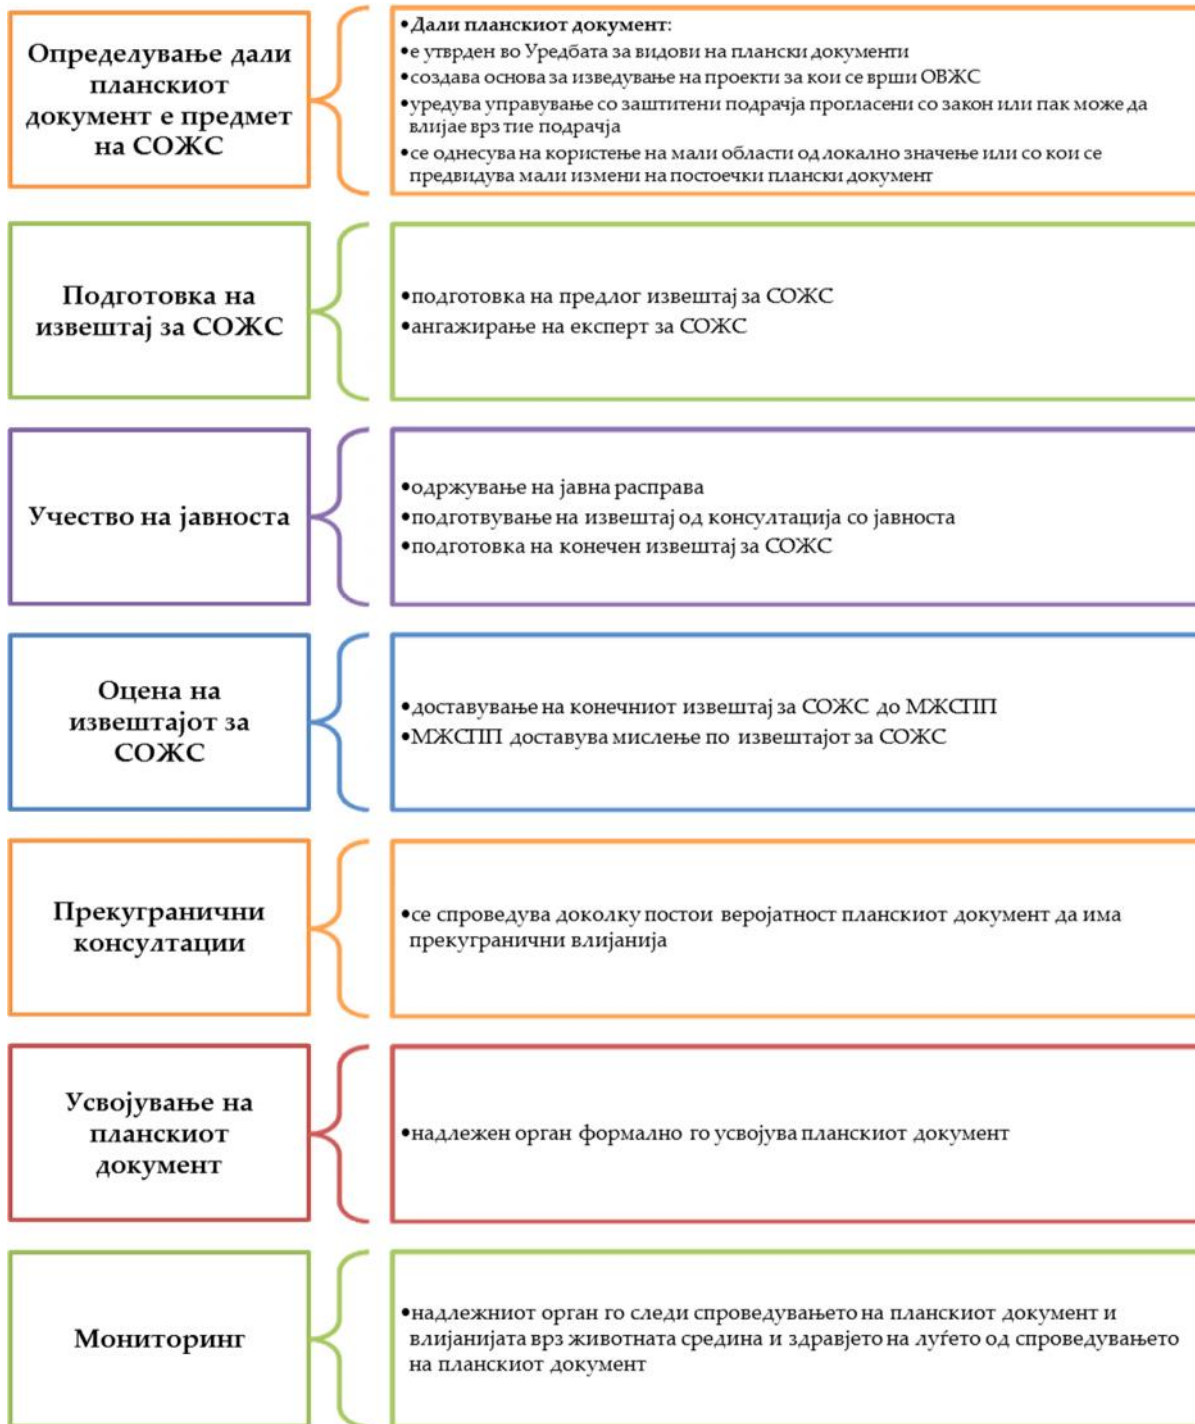 Определување дали
планскиот
документ е предмет
на СОЖС
•Дали планскиот документ:
•е утврден во Уредбата за видови на плански документи
•создава основа за изведување на проекти за кои се врши ОВЖС
•уредува управување со заштитени подрачја прогласени со закон или пак може да
влијае врз тие подрачја
•се однесува на користење на мали области од локално значење или со кои се
предвидува мали измени на постоечки плански документ
Подготовка на
извештај за СОЖС
•подготовка на предлог извештај за СОЖС
•ангажирање на експерт за СОЖС
Учество на јавноста
•одржување на јавна расправа
•подготвување на извештај од консултација со јавноста
•подготовка на конечен извештај за СОЖС
Оцена на
извештајот за
СОЖС
•доставување на конечниот извештај за СОЖС до МЖСПП
•МЖСПП доставува мислење по извештајот за СОЖС
Прекугранични
консултации
•се спроведува доколку постои веројатност планскиот документ да има
прекугранични влијанија
Усвојување на
планскиот
документ
•надлежен орган формално го усвојува планскиот документ
Мониторинг
•надлежниот орган го следи спроведувањето на планскиот документ и
влијанијата врз животната средина и здравјето на луѓето од спроведувањето
на планскиот документ